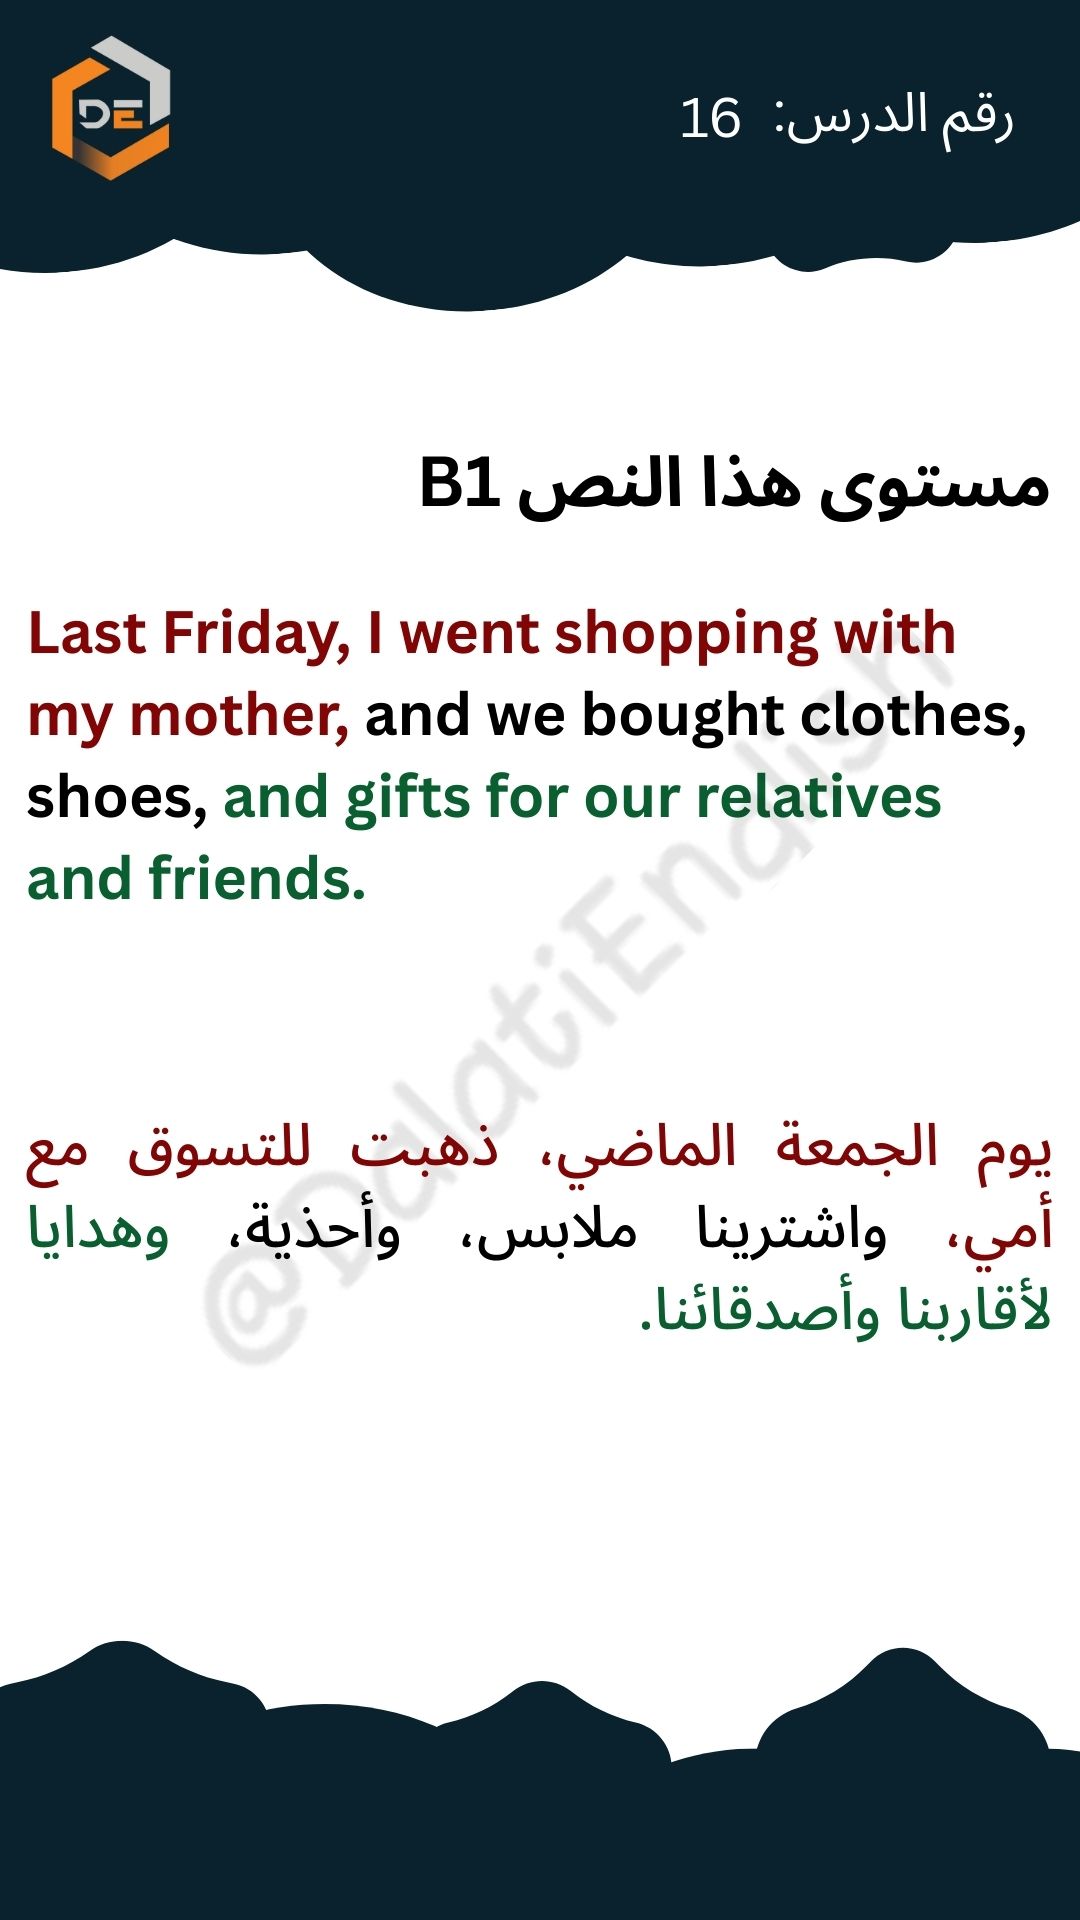 DE
رقم الدرس: 16
مستوى هذا النص B1
Last Friday, I went shopping with
my mother, and we bought clothes,
shoes, and gifts for our relatives
and friends.
@DalatiEnglish
يوم الجمعة الماضي، ذهبت للتسوق مع
أمي، واشترينا ملابس، وأحذية، وهدايا
لأقاربنا وأصدقائنا.